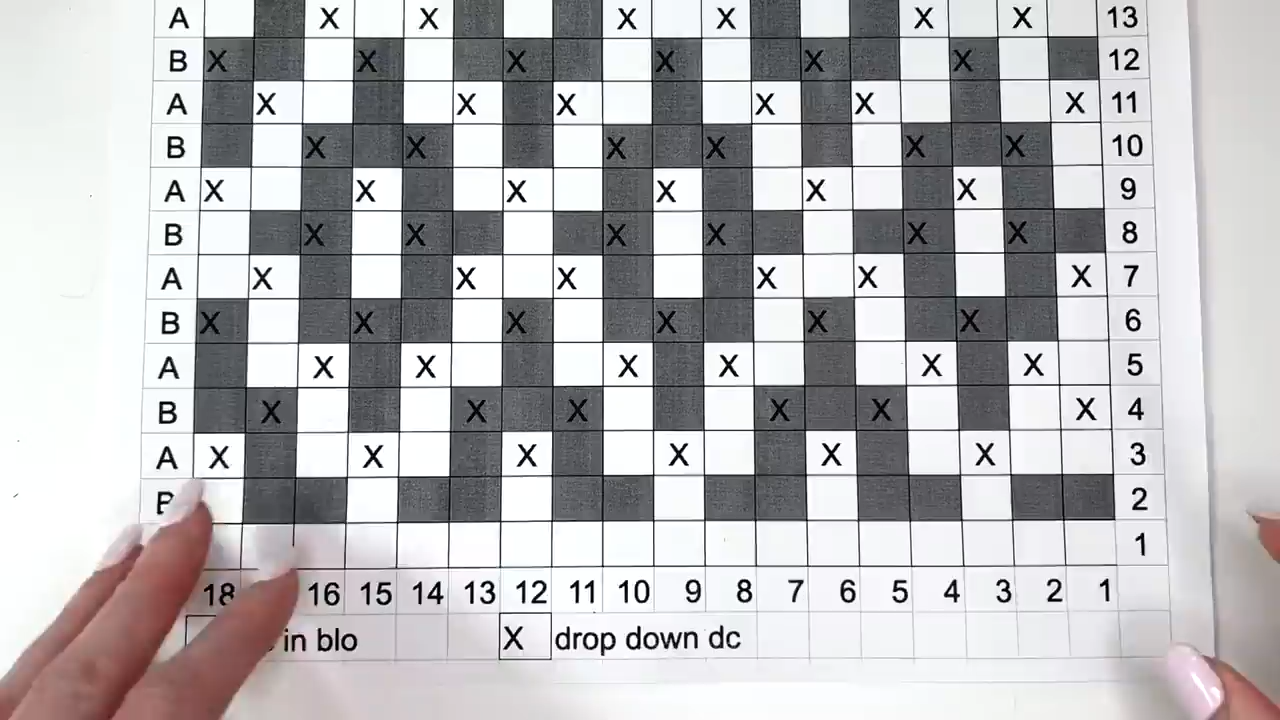 A X X X X X X 13
B X X X X X X 12
A X X X X X X 11
B X X X X X X 10
A X X X X X X 9
B X X X X X X 8
A X X X X X X 7
B X X X X X X 6
A X X X X X X 5
B X X X X X X 4
A X X X X X X 3
B 2
1
18 16 15 14 13 12 11 10 9 8 7 6 5 4 3 2 1
in blo X drop down dc